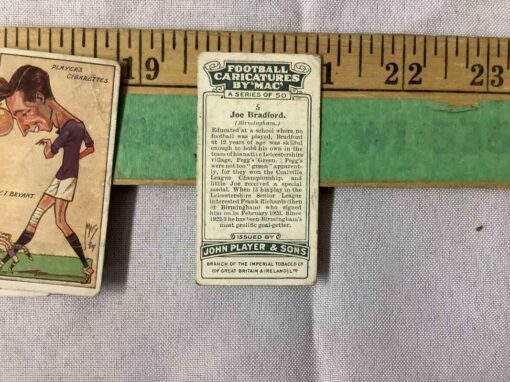 19
20
21
22
23
PLAYER'S
CIGARETTES.
BRYANT.
FOOTBALL
CARICATURES
BY 'MAC'
A SERIES OF 50
5
Joe Bradford.
(Birmingham.)
Educated at a school where no
football was played, Bradford
at 12 years of age was skilful
enough to hold his own in the
team of his native Leicestershire
village, Pegg's Green. Pegg's
were not too "green" apparent-
ly, for they won the Coalville
League Championship, and
little Joe received a special
medal. When 15 his play in the
Leicestershire Senior League
interested Frank Richards (then
of Birmingham) who signed
him on in February 1920. Since
1922-3 he has been Birmingham's
most prolific goal-getter.
ISSUED BY
JOHN PLAYER & SONS
BRANCH OF THE IMPERIAL TOBACCO CO
(OF GREAT BRITAIN & IRELAND), LTD